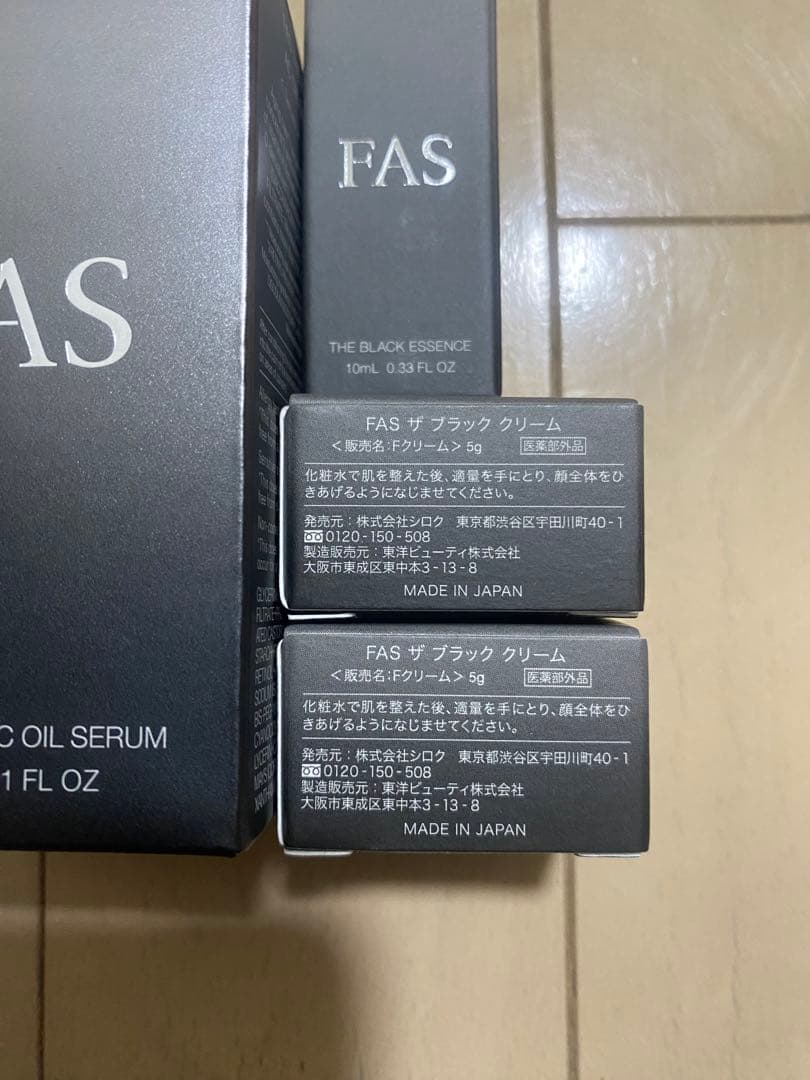 AS
C OIL SERUM
1 FL OZ
FAS
THE BLACK ESSENCE
10mL 0.33 FL OZ
FAS ザ ブラック クリーム
<販売名:Fクリーム> 5g 医薬部外品
化粧水で肌を整えた後、適量を手にとり、顔全体をひ
きあげるようになじませてください。
発売元:株式会社シロク 東京都渋谷区宇田川町40-1
0120-150-508
製造販売元:東洋ビューティ株式会社
大阪市東成区東中本3-13-8
MADE IN JAPAN
FAS ザ ブラック クリーム
<販売名:Fクリーム> 5g 医薬部外品
化粧水で肌を整えた後、適量を手にとり、顔全体をひ
きあげるようになじませてください。
発売元:株式会社シロク 東京都渋谷区宇田川町40-1
0120-150-508
製造販売元:東洋ビューティ株式会社
大阪市東成区東中本3-13-8
MADE IN JAPAN